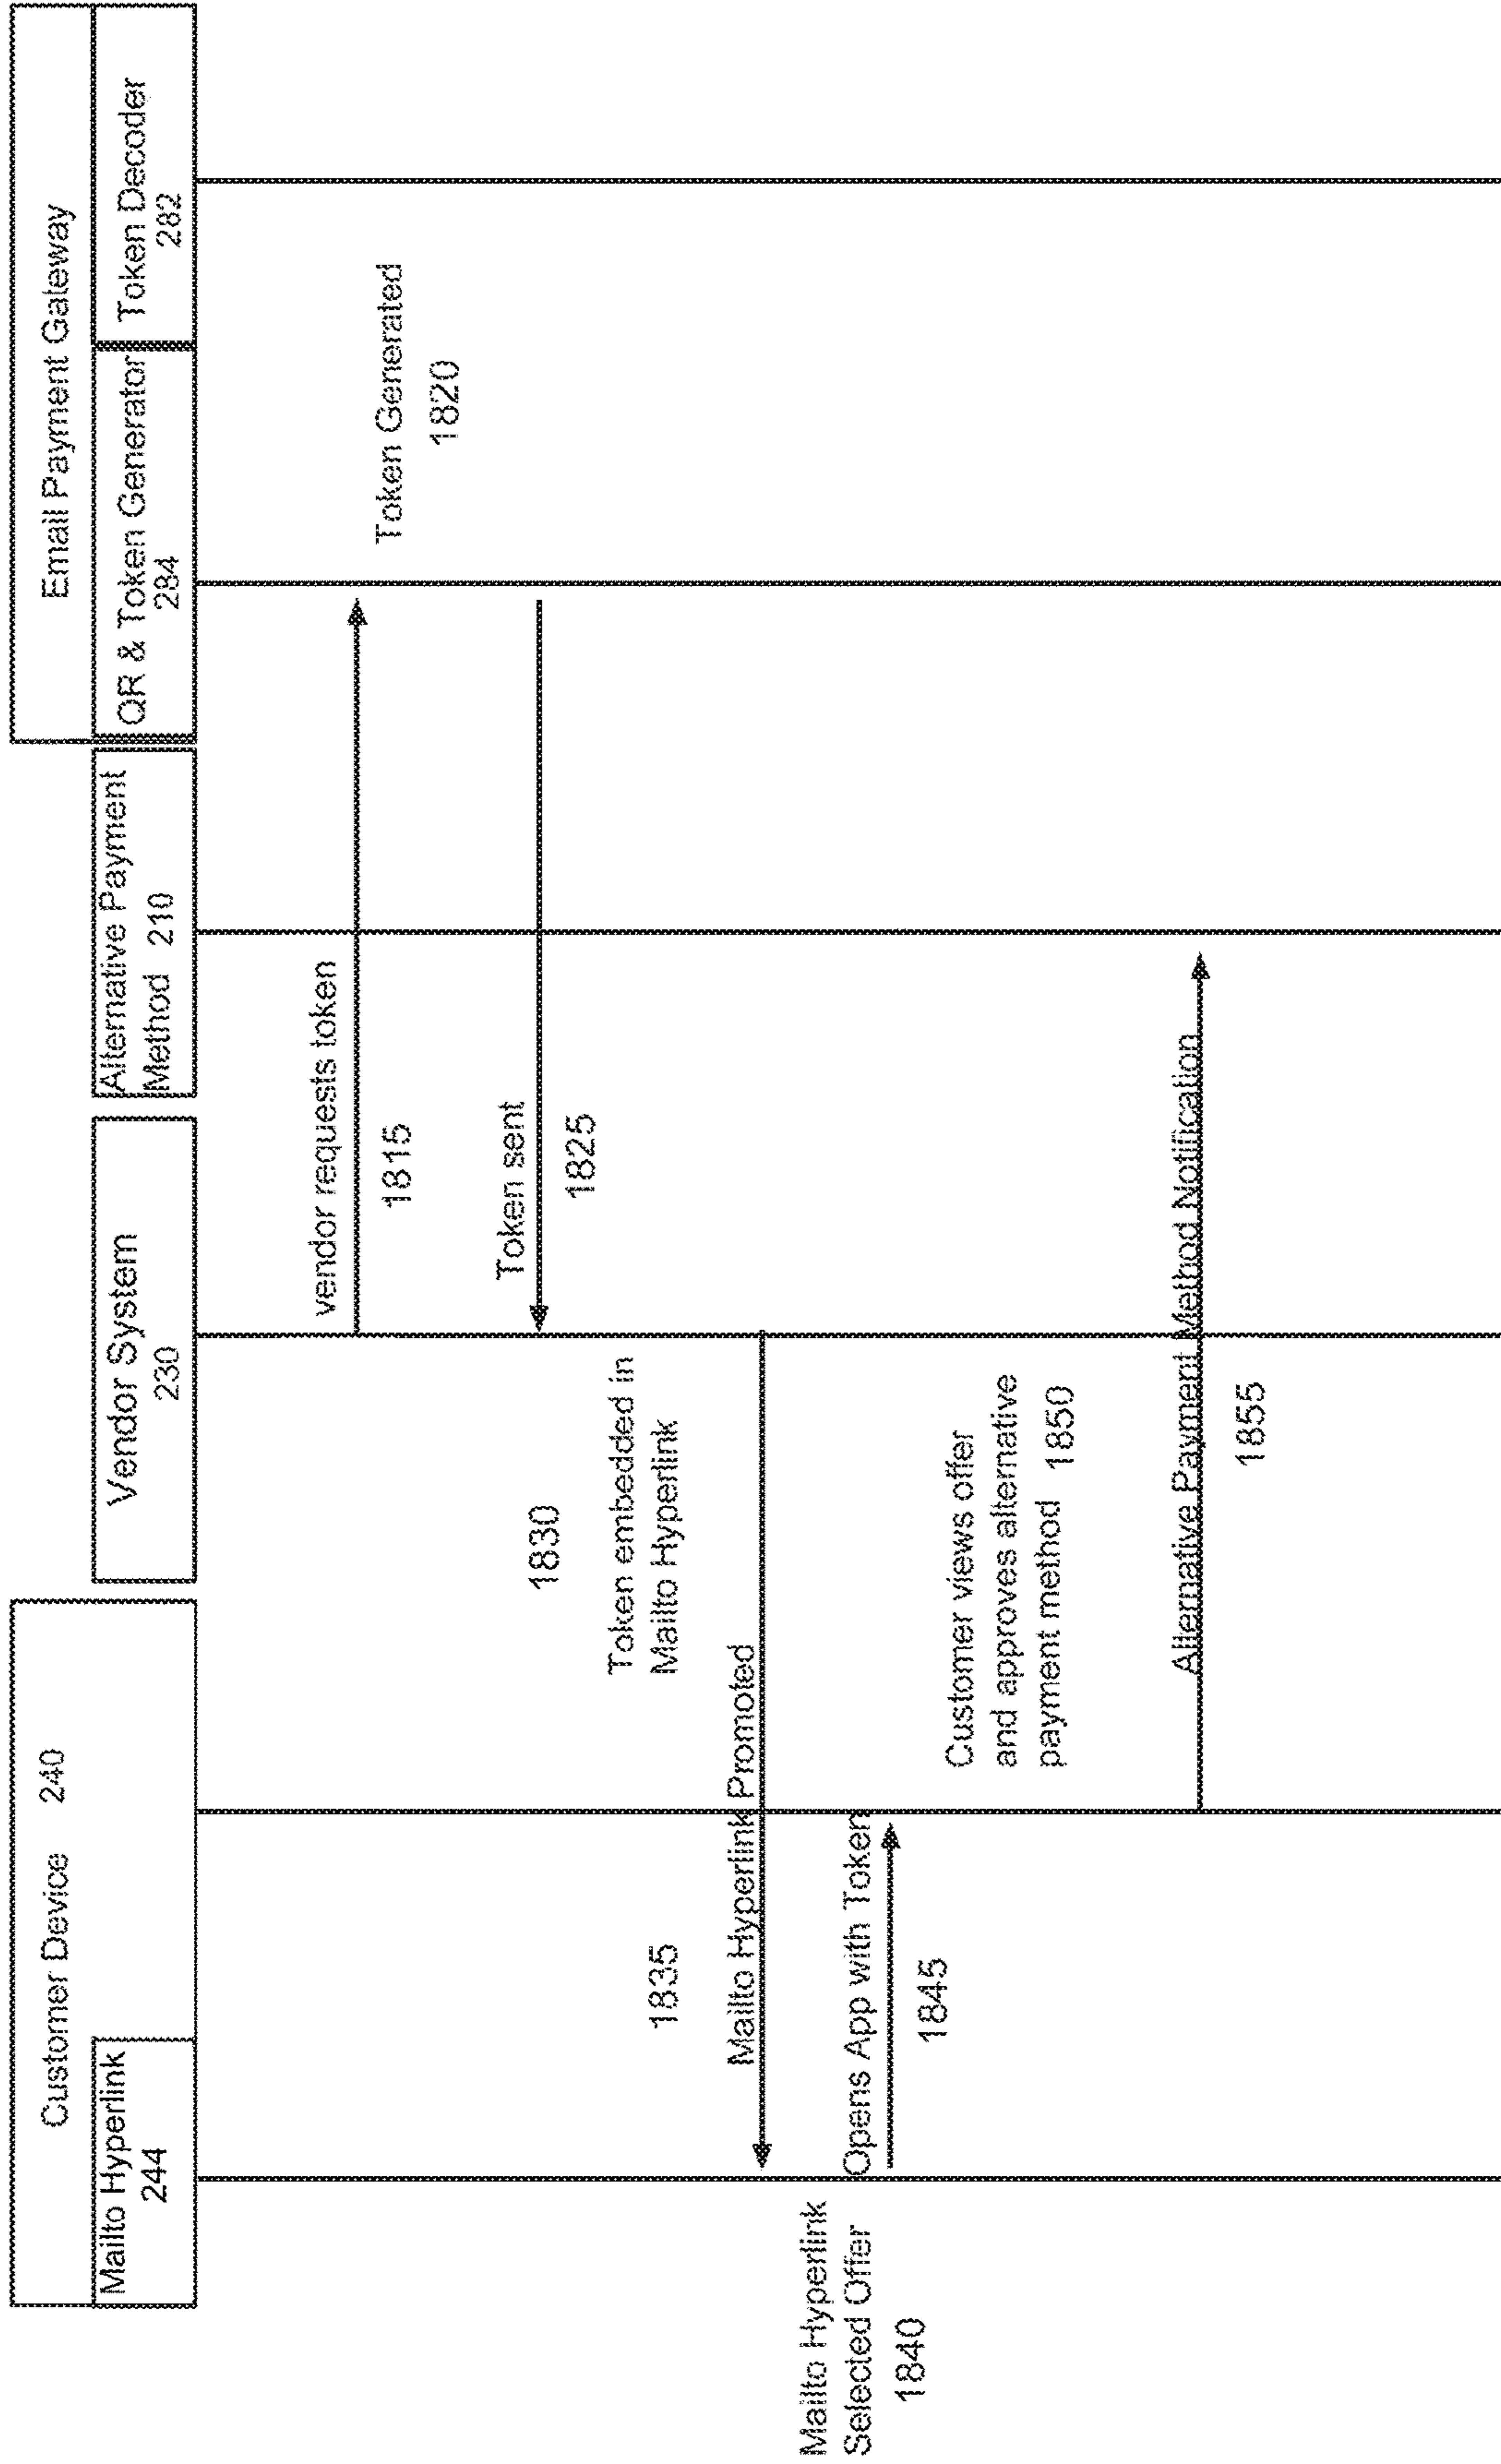 Customer Device 240
Email Payment Gateway
Mailto Hyperlink
244
Vendor System
230
Alternative Payment
Method 210
QR & Token Generator
284
Token Decoder
282
vendor requests token
1815
Token Generated
1820
Token sent
1825
1830
Token embedded in
Mailto Hyperlink
1835
Mailto Hyperlink Promoted
Mailto Hyperlink
Selected Offer
1840
Opens App with Token
1845
Customer views offer
and approves alternative
payment method 1850
Alternative Payment Method Notification
1855